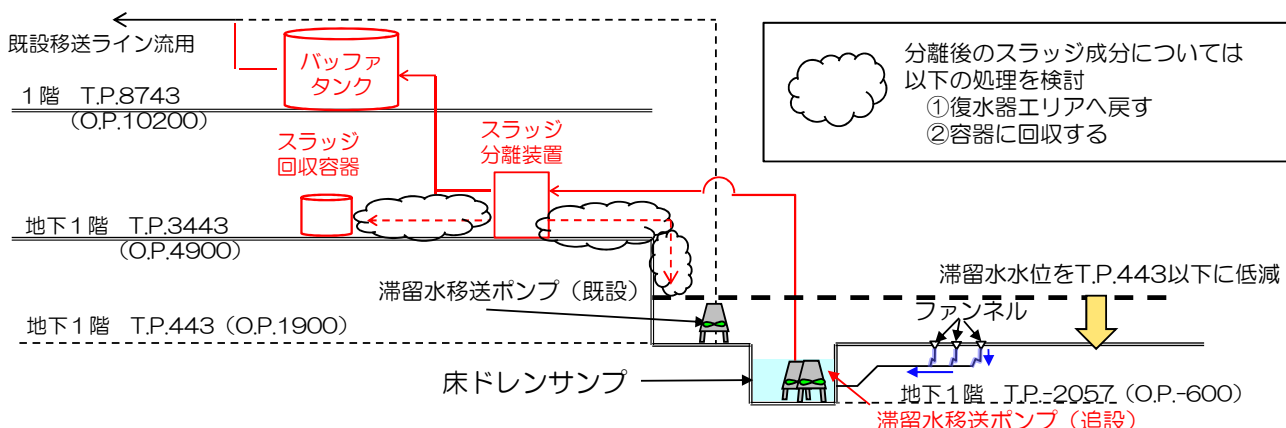 既設移送ライン流用
バッファ
タンク
1階 T.P.8743
(O.P.10200)
スラッジ
回収容器
スラッジ
分離装置
分離後のスラッジ成分については
以下の処理を検討
①復水器エリアへ戻す
②容器に回収する
地下1階 T.P.3443
(O.P.4900)
滞留水移送ポンプ（既設）
滞留水水位をT.P.443以下に低減
ファンネル
地下1階 T.P.443（O.P.1900）
床ドレンサンプ
地下1階 T.P.-2057（O.P.-600）
滞留水移送ポンプ（追設）